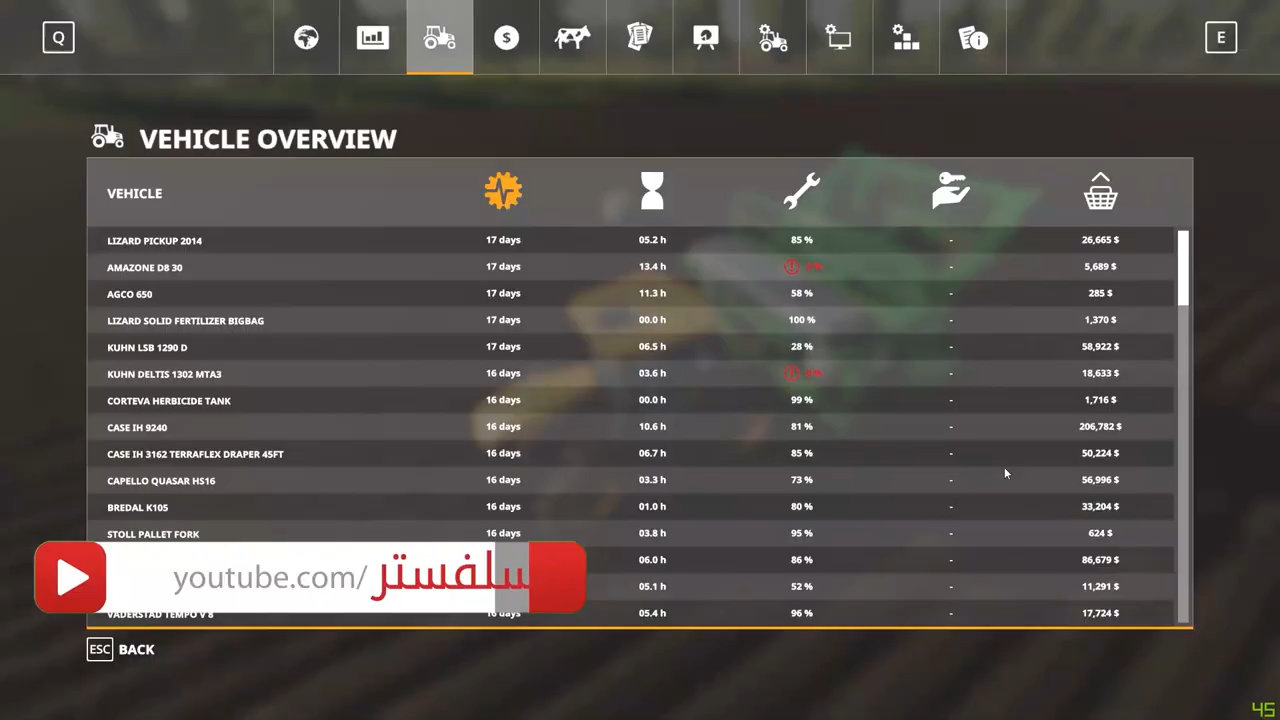 Q
$
E
VEHICLE OVERVIEW
VEHICLE
LIZARD PICKUP 2014 17 days 05.2 h 85 % - 26,665 $
AMAZONE D8 30 17 days 13.4 h - 5,689 $
AGCO 650 17 days 11.3 h 58 % - 285 $
LIZARD SOLID FERTILIZER BIGBAG 17 days 00.0 h 100 % - 1,370 $
KUHN LSB 1290 D 17 days 06.5 h 28 % - 58,922 $
KUHN DELTIS 1302 MTA3 16 days 03.6 h - 18,633 $
CORTEVA HERBICIDE TANK 16 days 00.0 h 99 % - 1,716 $
CASE IH 9240 16 days 10.6 h 81 % - 206,782 $
CASE IH 3162 TERRAFLEX DRAPER 45FT 16 days 06.7 h 85 % - 50,224 $
CAPELLO QUASAR HS16 16 days 03.3 h 73 % - 56,996 $
BREDAL K105 16 days 01.0 h 80 % - 33,204 $
STOLL PALLET FORK 16 days 03.8 h 95 % - 624 $
06.0 h 86 % - 86,679 $
youtube.com/سلفستر
05.1 h 52 % - 11,291 $
VÄDERSTAD TEMPO V 8 16 days 05.4 h 96 % - 17,724 $
ESC BACK
45